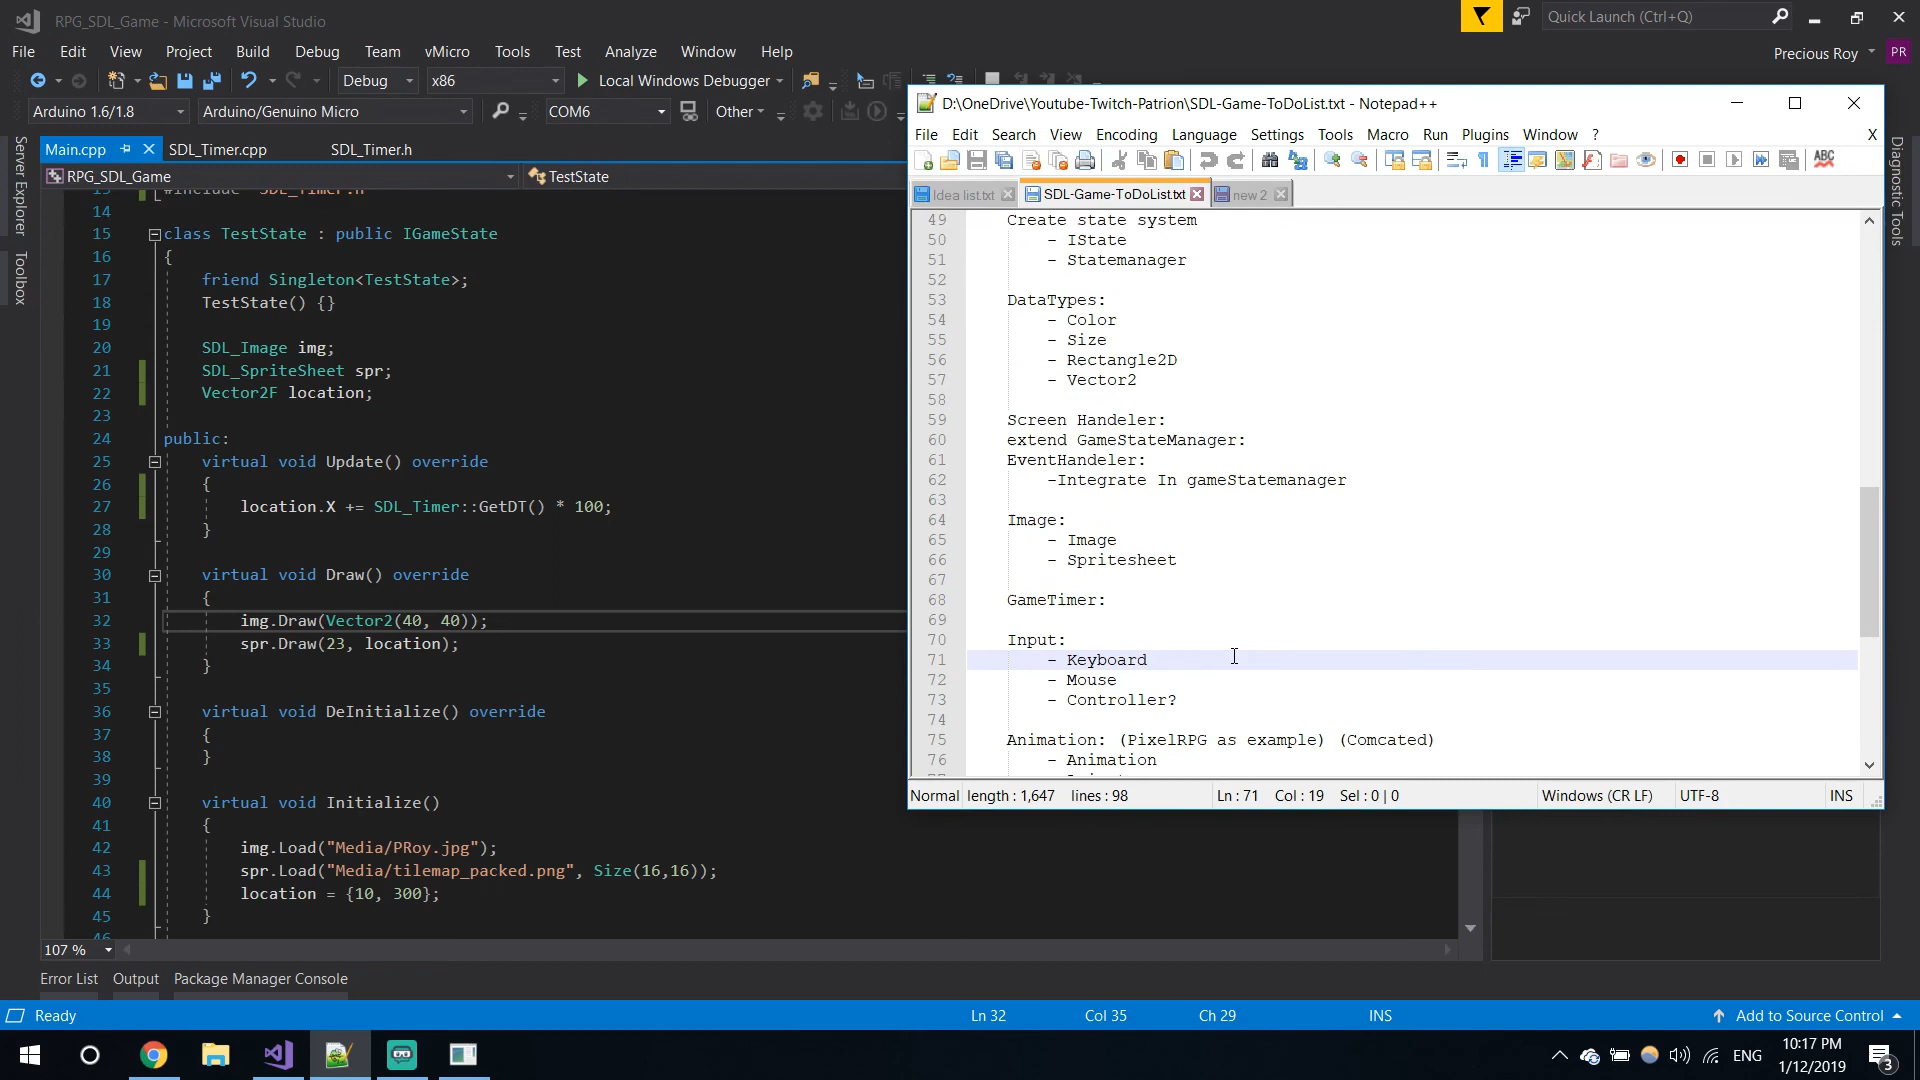 RPG_SDL_Game - Microsoft Visual Studio
Quick Launch (Ctrl+Q)
File Edit View Project Build Debug Team vMicro Tools Test Analyze Window Help
Precious Roy PR
Debug x86 Local Windows Debugger
Arduino 1.6/1.8 Arduino/Genuino Micro COM6 Other
Server Explorer
Toolbox
Diagnostic Tools
Main.cpp SDL_Timer.cpp SDL_Timer.h
RPG_SDL_Game TestState
13 #include "SDL_Timer.h"
14
15 class TestState : public IGameState
16 {
17 friend Singleton<TestState>;
18 TestState() {}
19
20 SDL_Image img;
21 SDL_SpriteSheet spr;
22 Vector2F location;
23
24 public:
25 virtual void Update() override
26 {
27 location.X += SDL_Timer::GetDT() * 100;
28 }
29
30 virtual void Draw() override
31 {
32 img.Draw(Vector2(40, 40));
33 spr.Draw(23, location);
34 }
35
36 virtual void DeInitialize() override
37 {
38 }
39
40 virtual void Initialize()
41 {
42 img.Load("Media/PRoy.jpg");
43 spr.Load("Media/tilemap_packed.png", Size(16,16));
44 location = {10, 300};
45 }
46
107 %
Error List Output Package Manager Console
Ready Ln 32 Col 35 Ch 29 INS Add to Source Control
D:\OneDrive\Youtube-Twitch-Patrion\SDL-Game-ToDoList.txt - Notepad++
File Edit Search View Encoding Language Settings Tools Macro Run Plugins Window ? X
ABC
Idea list.txt SDL-Game-ToDoList.txt new 2
49 Create state system
50 - IState
51 - Statemanager
52
53 DataTypes:
54 - Color
55 - Size
56 - Rectangle2D
57 - Vector2
58
59 Screen Handeler:
60 extend GameStateManager:
61 EventHandeler:
62 -Integrate In gameStatemanager
63
64 Image:
65 - Image
66 - Spritesheet
67
68 GameTimer:
69
70 Input:
71 - Keyboard
72 - Mouse
73 - Controller?
74
75 Animation: (PixelRPG as example) (Comcated)
76 - Animation
Normal length : 1,647 lines : 98 Ln : 71 Col : 19 Sel : 0 | 0 Windows (CR LF) UTF-8 INS
ENG
10:17 PM
1/12/2019
3